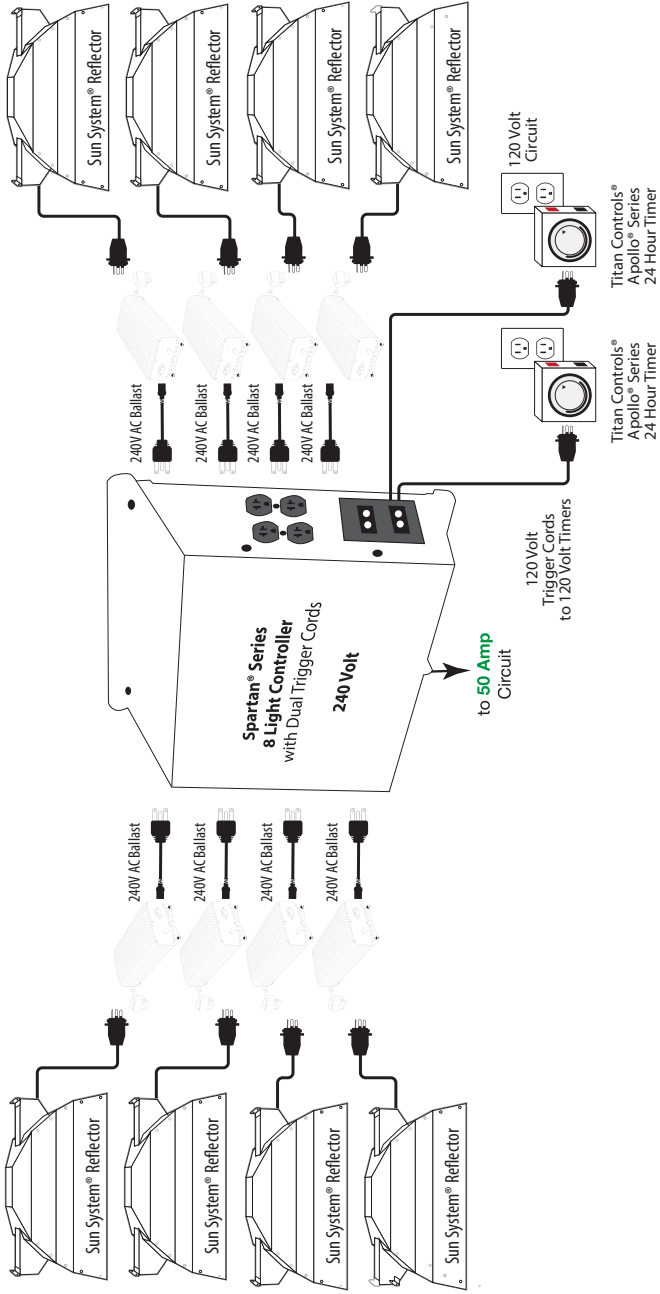 Sun System® Reflector
Sun System® Reflector
Sun System® Reflector
Sun System® Reflector
240V AC Ballast
240V AC Ballast
240V AC Ballast
240V AC Ballast
Spartan® Series
8 Light Controller
with Dual Trigger Cords
240 Volt
to 50 Amp
Circuit
240V AC Ballast
240V AC Ballast
240V AC Ballast
240V AC Ballast
Sun System® Reflector
Sun System® Reflector
Sun System® Reflector
Sun System® Reflector
120 Volt
Trigger Cords
to 120 Volt Timers
Titan Controls®
Apollo® Series
24 Hour Timer
120 Volt
Circuit
Titan Controls®
Apollo® Series
24 Hour Timer